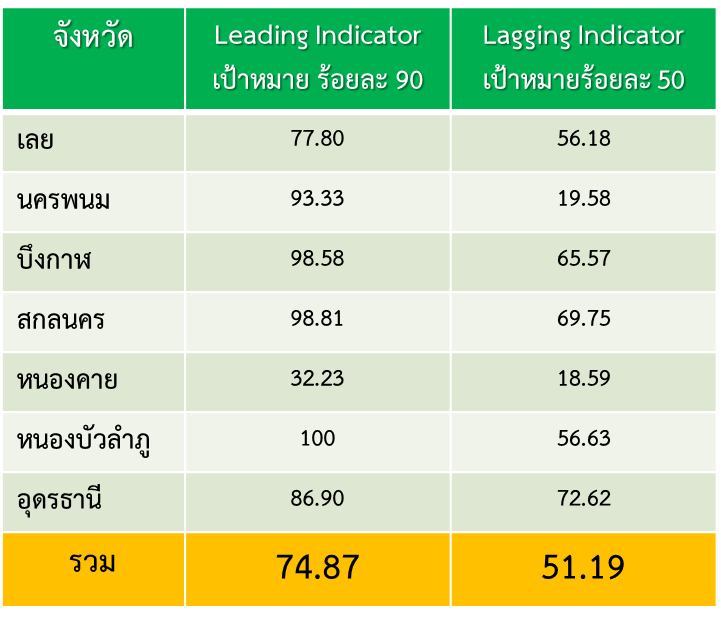 จังหวัด Leading Indicator Lagging Indicator
เป้าหมาย ร้อยละ 90 เป้าหมายร้อยละ 50
เลย 77.80 56.18
นครพนม 93.33 19.58
บึงกาฬ 98.58 65.57
สกลนคร 98.81 69.75
หนองคาย 32.23 18.59
หนองบัวลำภู 100 56.63
อุดรธานี 86.90 72.62
รวม 74.87 51.19